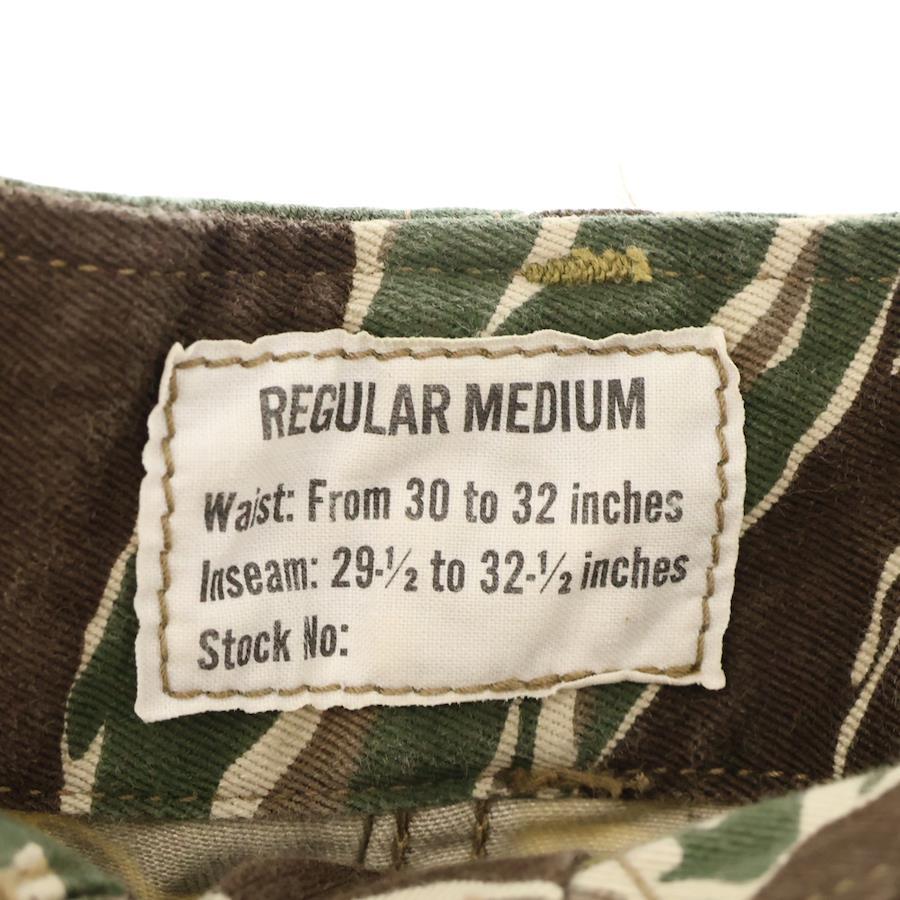 REGULAR MEDIUM
Waist: From 30 to 32 inches
Inseam: 29-½ to 32-½ inches
Stock No: